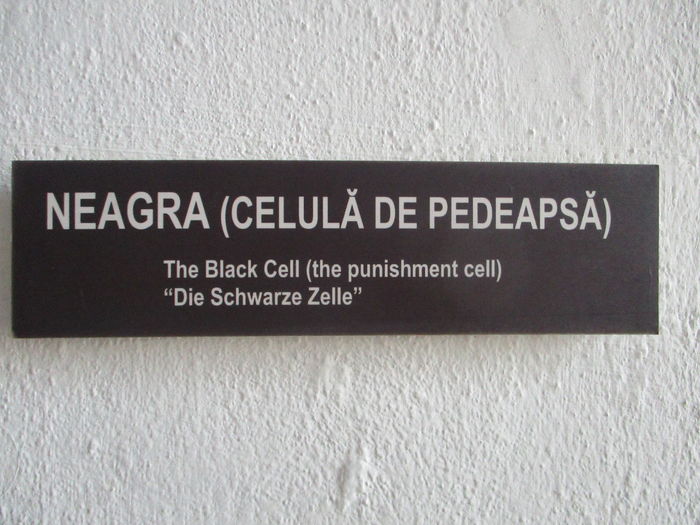 NEAGRA (CELULĂ DE PEDEAPSĂ)
The Black Cell (the punishment cell)
“Die Schwarze Zelle”